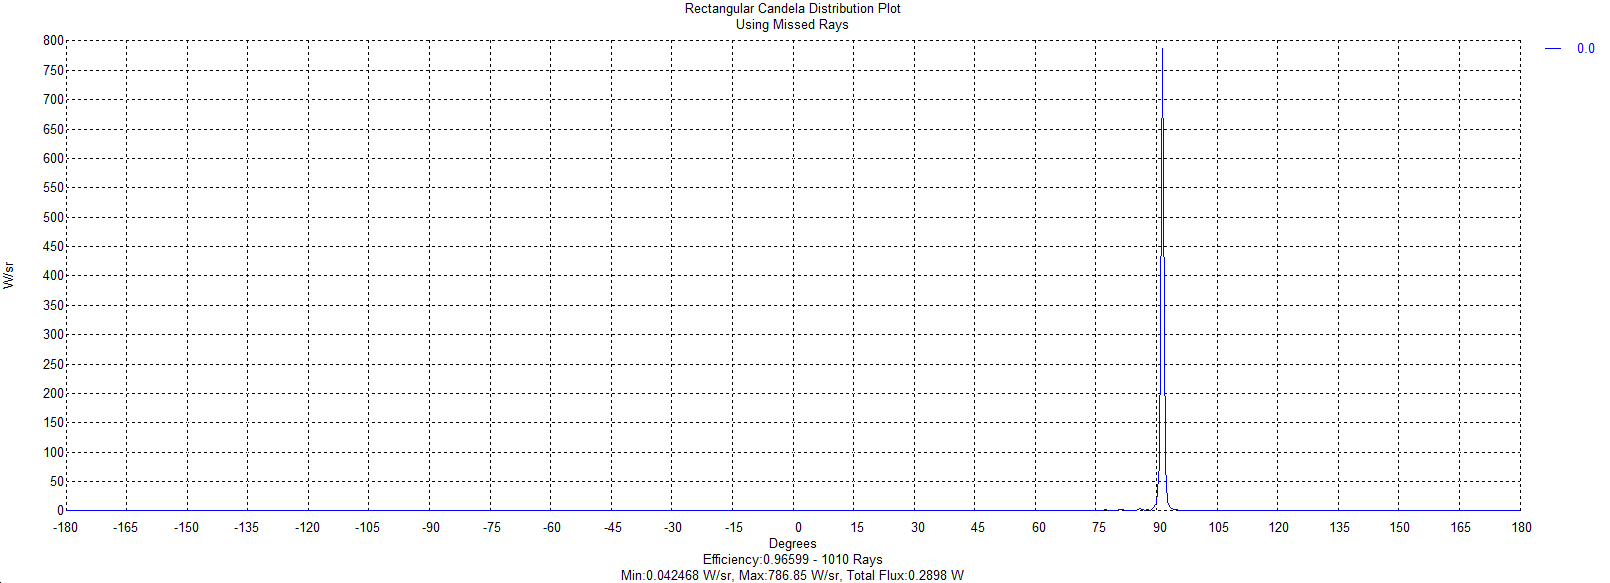 Rectangular Candela Distribution Plot
Using Missed Rays
0.0
W/sr
800
750
700
650
600
550
500
450
400
350
300
250
200
150
100
50
0
-180 -165 -150 -135 -120 -105 -90 -75 -60 -45 -30 -15 0 15 30 45 60 75 90 105 120 135 150 165 180
Degrees
Efficiency:0.96599 - 1010 Rays
Min:0.042468 W/sr, Max:786.85 W/sr, Total Flux:0.2898 W